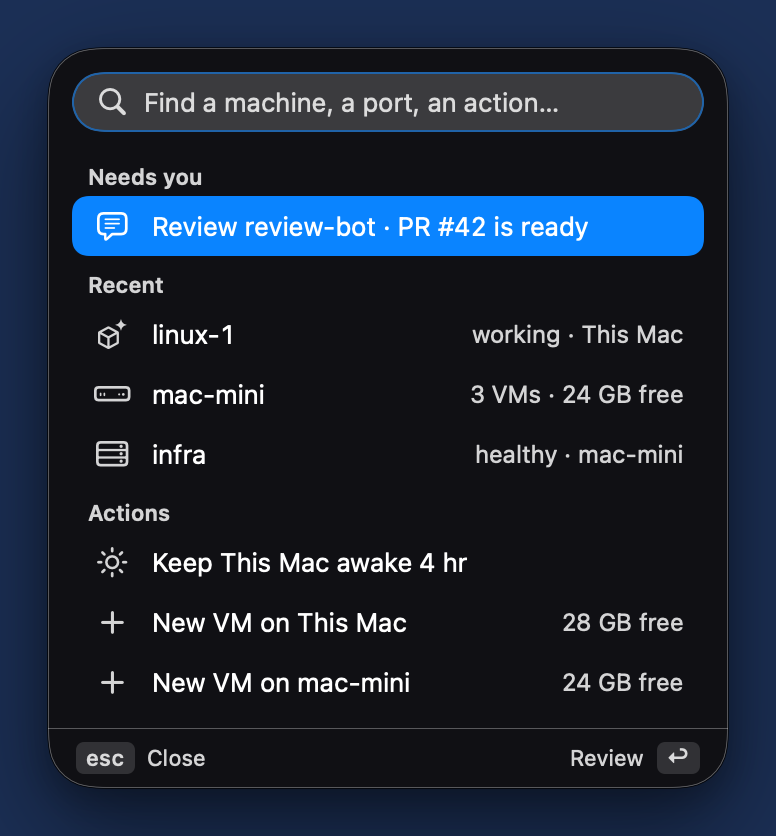 Find a machine, a port, an action…
Needs you
Review review-bot · PR #42 is ready
Recent
linux-1 working · This Mac
mac-mini 3 VMs · 24 GB free
infra healthy · mac-mini
Actions
Keep This Mac awake 4 hr
New VM on This Mac 28 GB free
New VM on mac-mini 24 GB free
esc Close Review